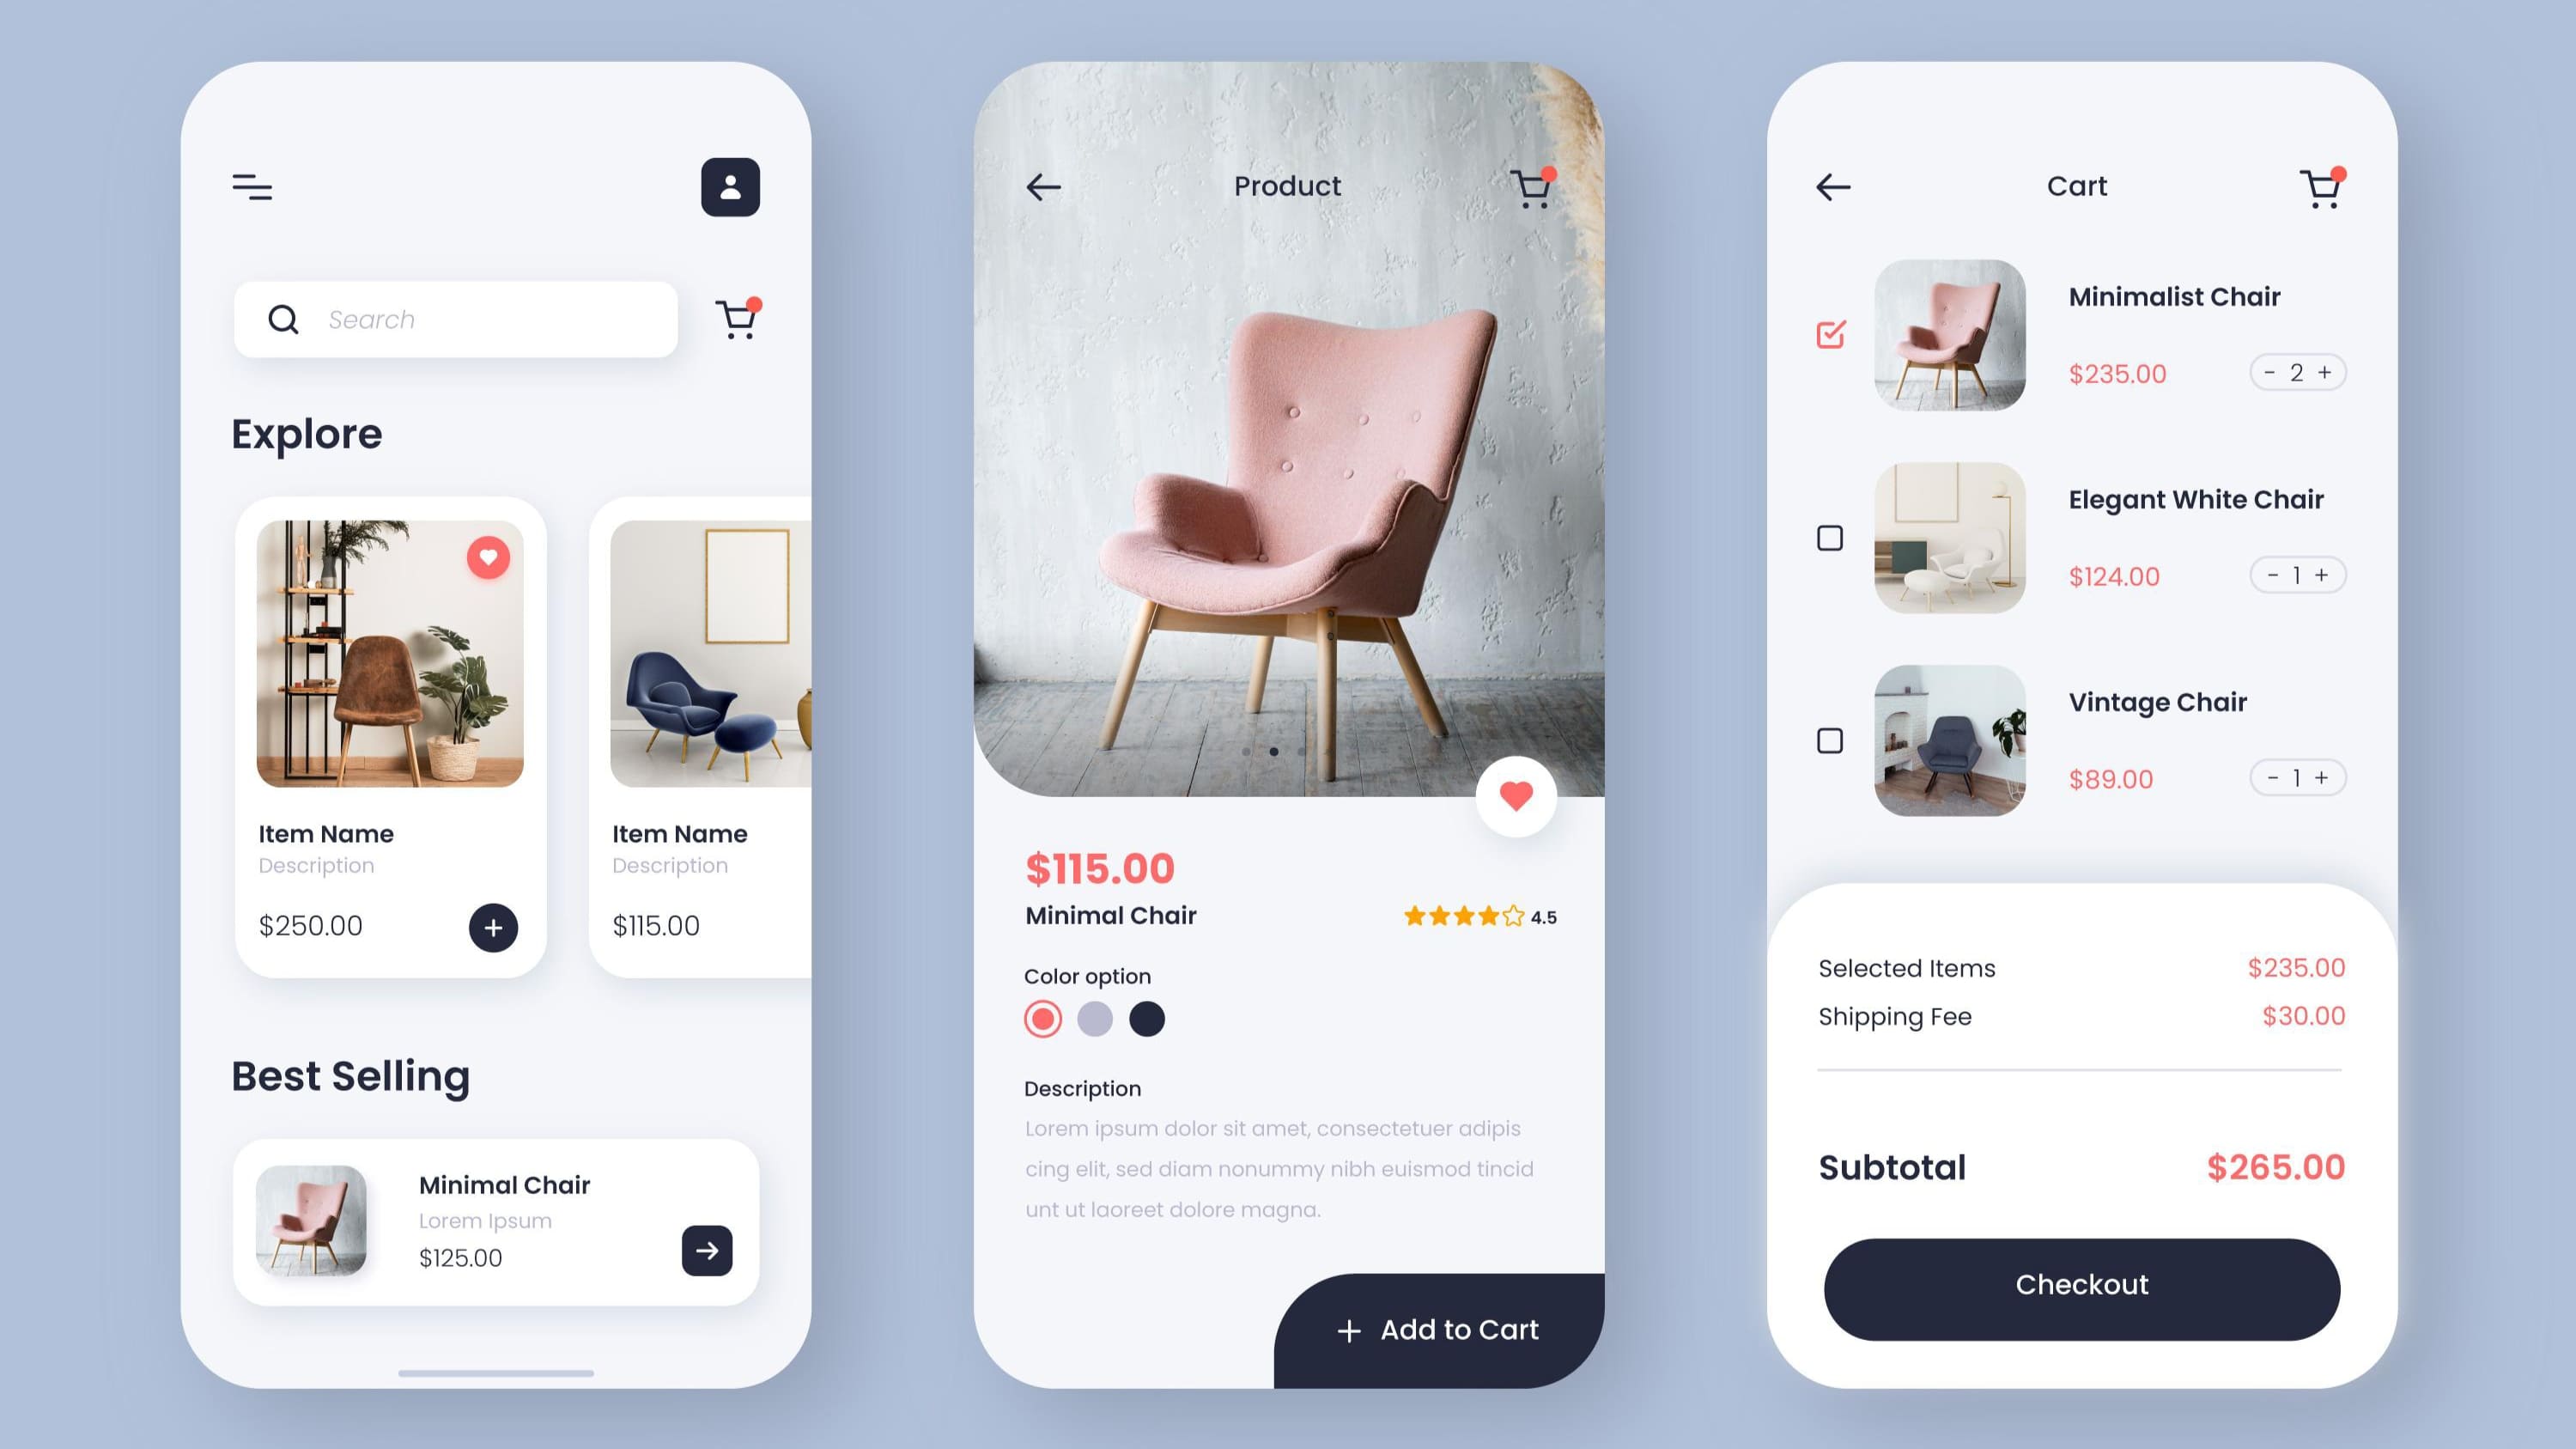 Search
Explore
Item Name
Description
$250.00
+
Item Name
Description
$115.00
Best Selling
Minimal Chair
Lorem Ipsum
$125.00
Product
$115.00
Minimal Chair
4.5
Color option
Description
Lorem ipsum dolor sit amet, consectetuer adipis
cing elit, sed diam nonummy nibh euismod tincid
unt ut laoreet dolore magna.
+ Add to Cart
Cart
Minimalist Chair
$235.00 - 2 +
Elegant White Chair
$124.00 - 1 +
Vintage Chair
$89.00 - 1 +
Selected Items $235.00
Shipping Fee $30.00
Subtotal $265.00
Checkout